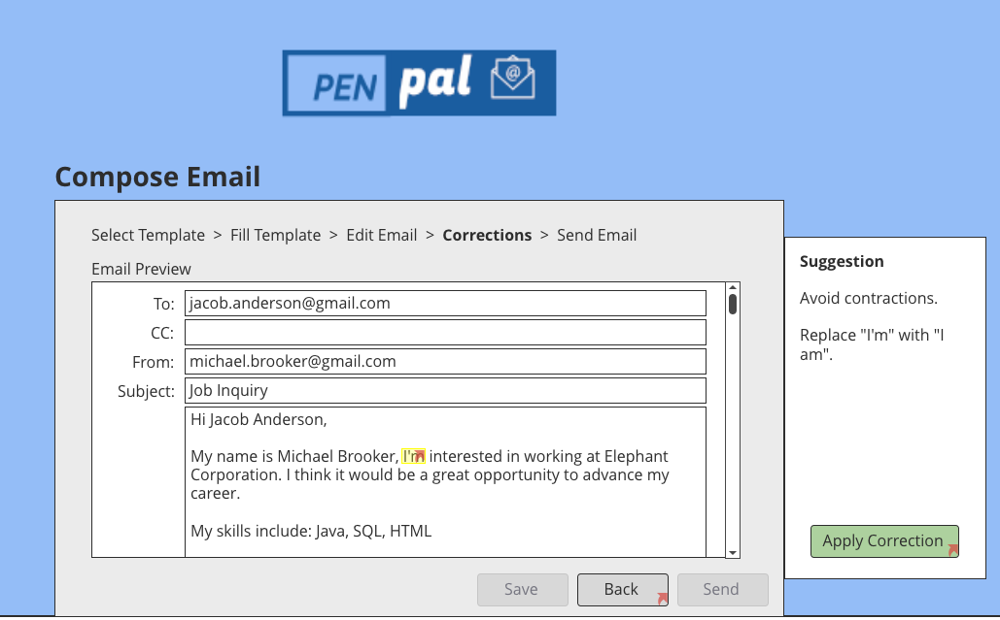 PEN pal @
Compose Email
Select Template > Fill Template > Edit Email > Corrections > Send Email
Email Preview
To: jacob.anderson@gmail.com
CC:
From: michael.brooker@gmail.com
Subject: Job Inquiry
Hi Jacob Anderson,
My name is Michael Brooker, I'm interested in working at Elephant
Corporation. I think it would be a great opportunity to advance my
career.
My skills include: Java, SQL, HTML
Save Back Send
Suggestion
Avoid contractions.
Replace "I'm" with "I
am".
Apply Correction